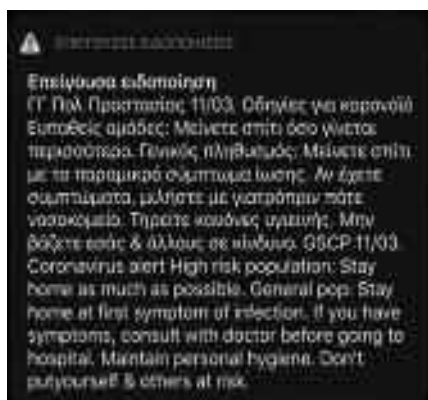 Επείγουσα ειδοποίηση
ΓΓ Πολ. Προστασίας 11/03. Οδηγίες για κορονοϊό
Ευπαθείς ομάδες: Μείνετε σπίτι όσο γίνεται
περισσότερο. Γενικός πληθυσμός: Μείνετε σπίτι
με το παραμικρό σύμπτωμα ίωσης. Αν έχετε
συμπτώματα, μιλήστε με γιατρόπριν πάτε
νοσοκομείο. Τηρείτε κανόνες υγιεινής. Μην
βάζετε εσάς & άλλους σε κίνδυνο. GSCP 11/03.
Coronavirus alert High risk population: Stay
home as much as possible. General pop: Stay
home at first symptom of infection. If you have
symptoms, consult with doctor before going to
hospital. Maintain personal hygiene. Don't
putyourself & others at risk.